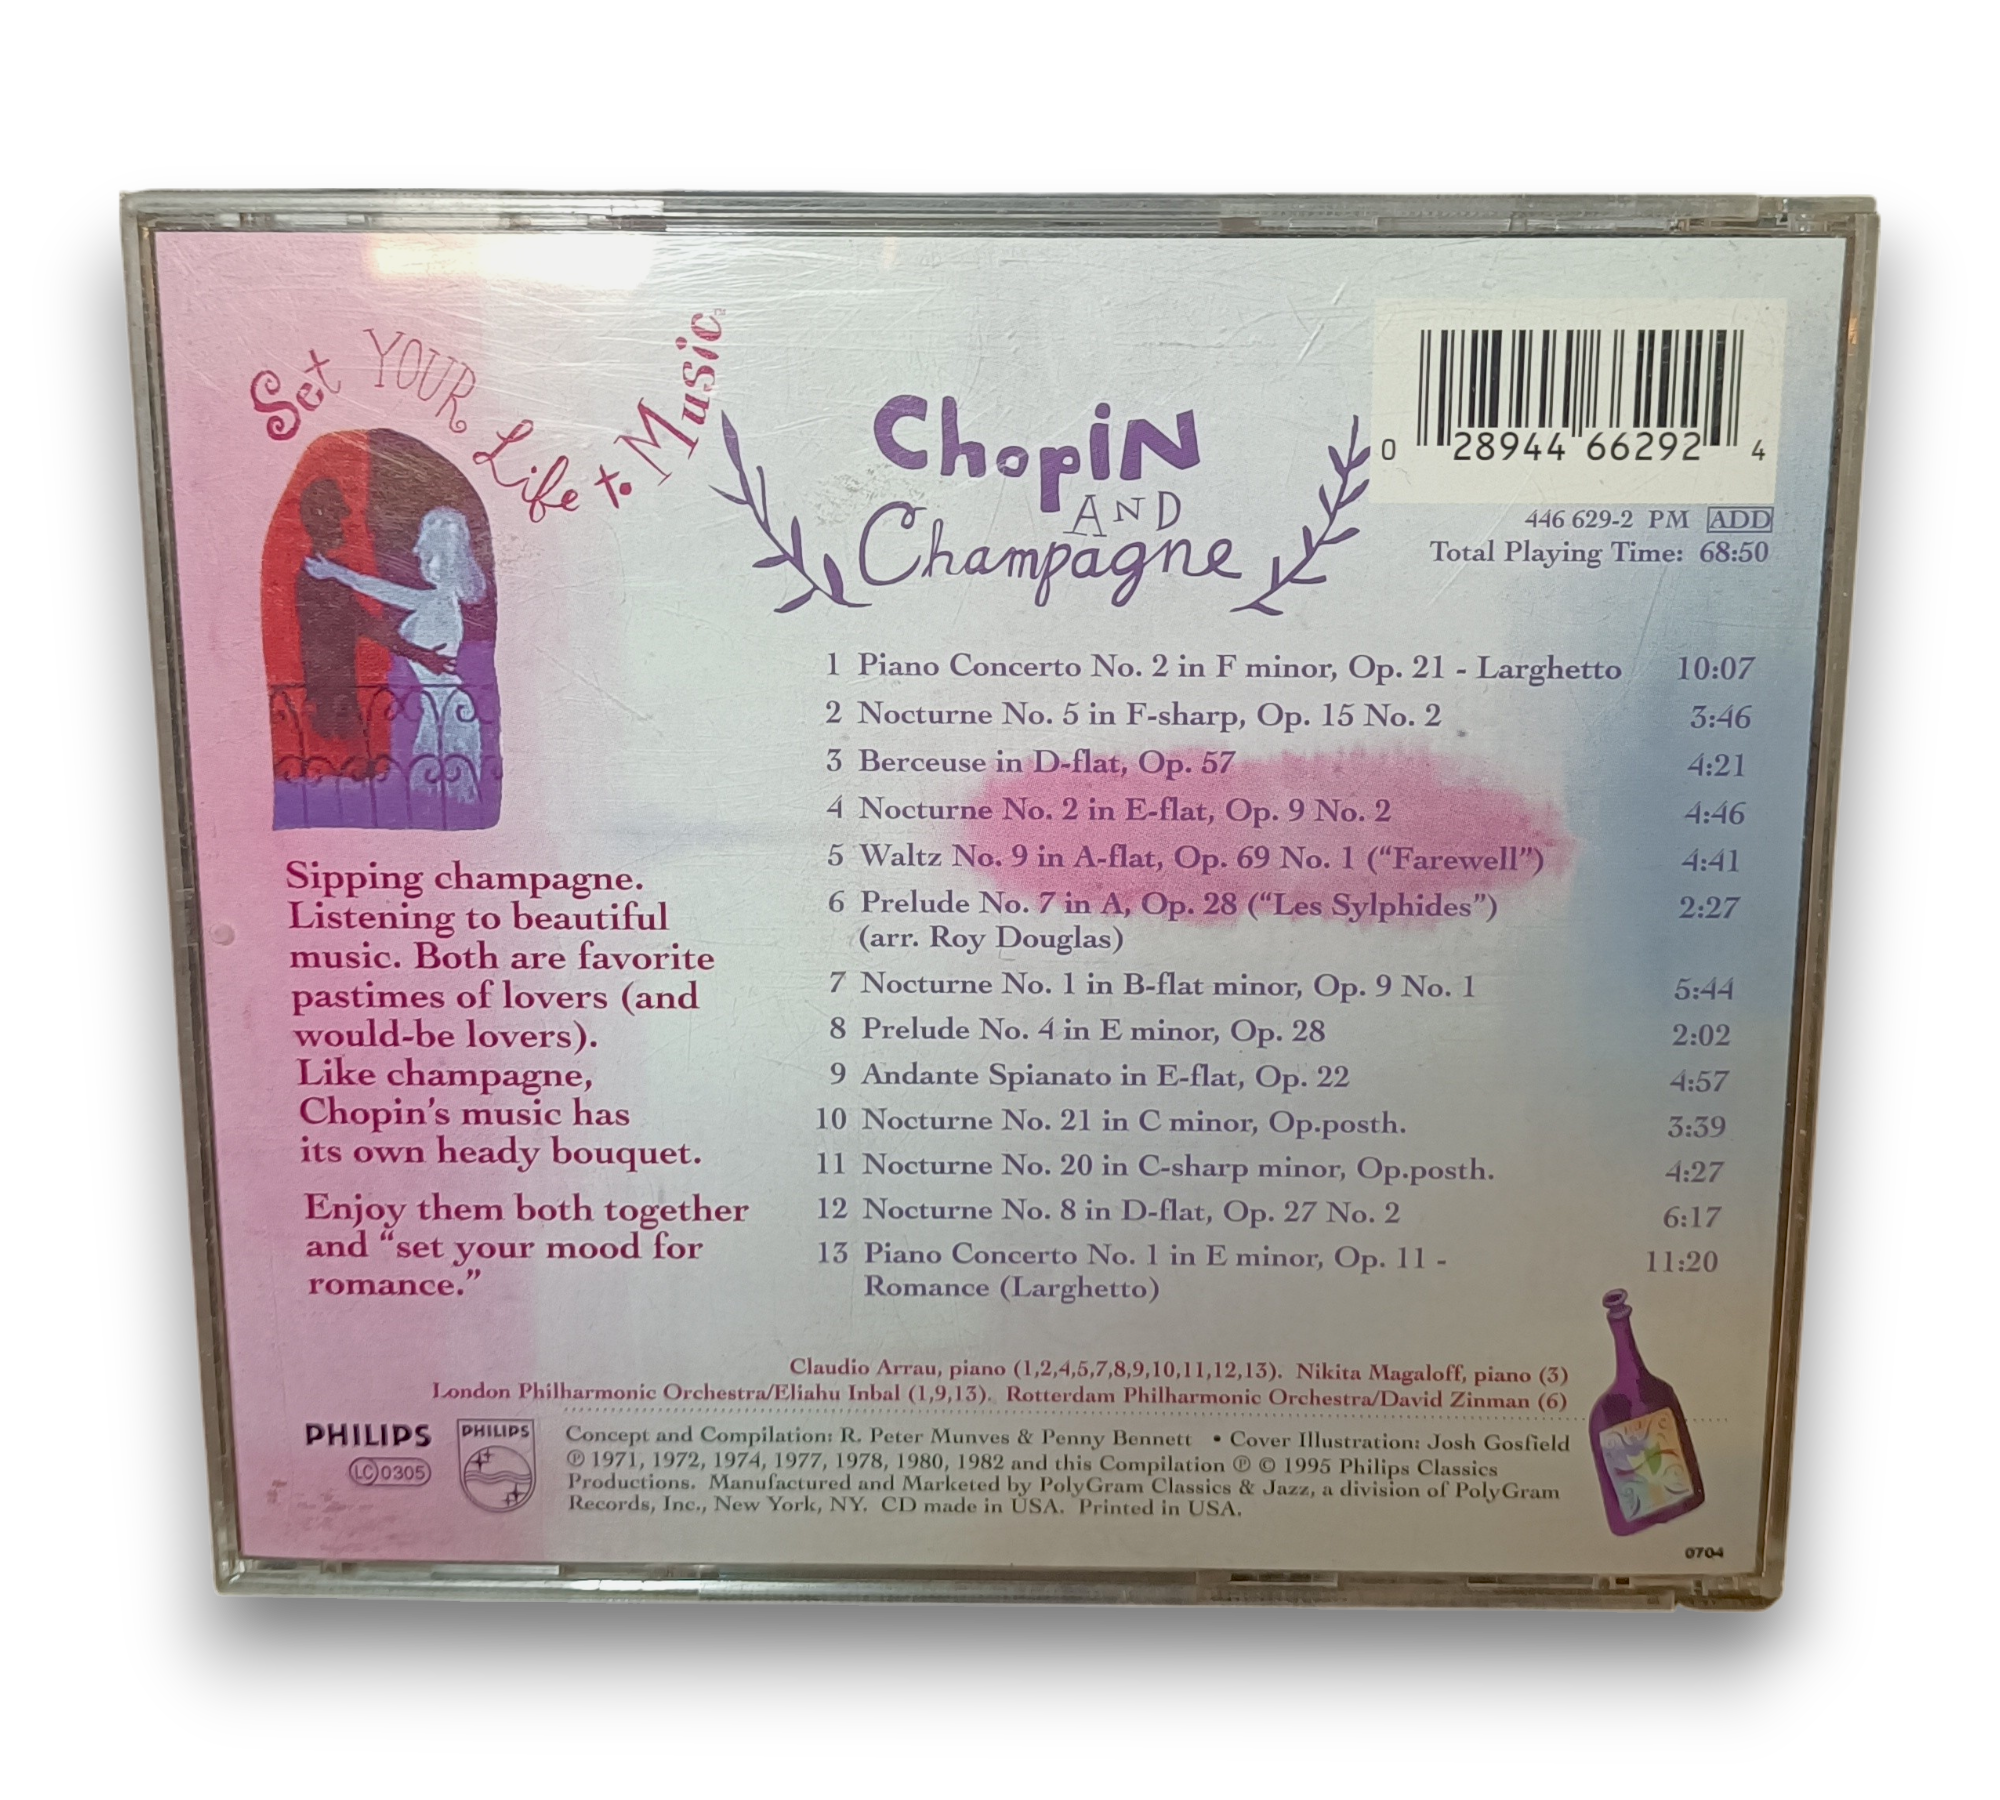 Set YOUR Life to Music™
Chopin
AND
Champagne
0 28944 66292 4
446 629-2 PM ADD
Total Playing Time: 68:50
1 Piano Concerto No. 2 in F minor, Op. 21 - Larghetto 10:07
2 Nocturne No. 5 in F-sharp, Op. 15 No. 2 3:46
3 Berceuse in D-flat, Op. 57 4:21
4 Nocturne No. 2 in E-flat, Op. 9 No. 2 4:46
5 Waltz No. 9 in A-flat, Op. 69 No. 1 (“Farewell”) 4:41
6 Prelude No. 7 in A, Op. 28 (“Les Sylphides”) 2:27
(arr. Roy Douglas)
7 Nocturne No. 1 in B-flat minor, Op. 9 No. 1 5:44
8 Prelude No. 4 in E minor, Op. 28 2:02
9 Andante Spianato in E-flat, Op. 22 4:57
10 Nocturne No. 21 in C minor, Op.posth. 3:39
11 Nocturne No. 20 in C-sharp minor, Op.posth. 4:27
12 Nocturne No. 8 in D-flat, Op. 27 No. 2 6:17
13 Piano Concerto No. 1 in E minor, Op. 11 - 11:20
Romance (Larghetto)
Sipping champagne.
Listening to beautiful
music. Both are favorite
pastimes of lovers (and
would-be lovers).
Like champagne,
Chopin’s music has
its own heady bouquet.
Enjoy them both together
and “set your mood for
romance.”
Claudio Arrau, piano (1,2,4,5,7,8,9,10,11,12,13). Nikita Magaloff, piano (3)
London Philharmonic Orchestra/Eliahu Inbal (1,9,13). Rotterdam Philharmonic Orchestra/David Zinman (6)
PHILIPS
LC 0305
PHILIPS
Concept and Compilation: R. Peter Munves & Penny Bennett • Cover Illustration: Josh Gosfield
℗ 1971, 1972, 1974, 1977, 1978, 1980, 1982 and this Compilation ℗ © 1995 Philips Classics
Productions. Manufactured and Marketed by PolyGram Classics & Jazz, a division of PolyGram
Records, Inc., New York, NY. CD made in USA. Printed in USA.
0704